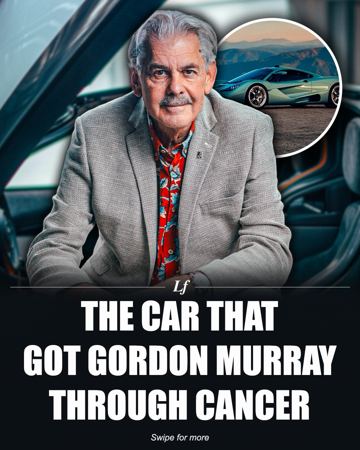 Lf
THE CAR THAT
GOT GORDON MURRAY
THROUGH CANCER
Swipe for more